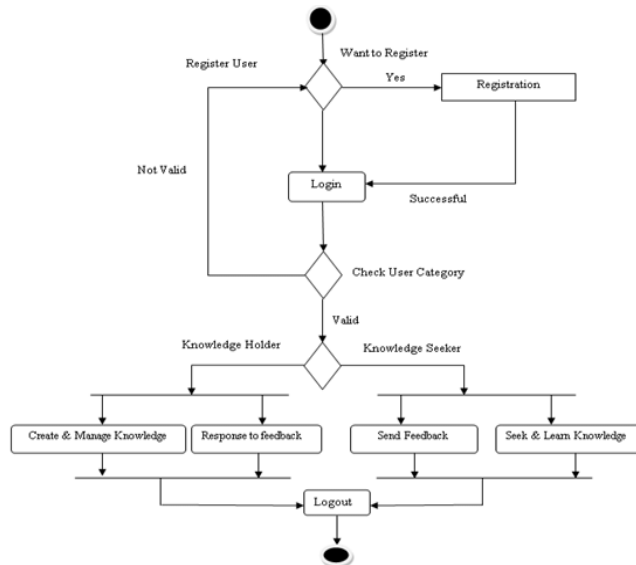 Want to Register
Register User
Yes
Registration
Not Valid
Login
Successful
Check User Category
Valid
Knowledge Holder
Knowledge Seeker
Create & Manage Knowledge
Response to feedback
Send Feedback
Seek & Learn Knowledge
Logout